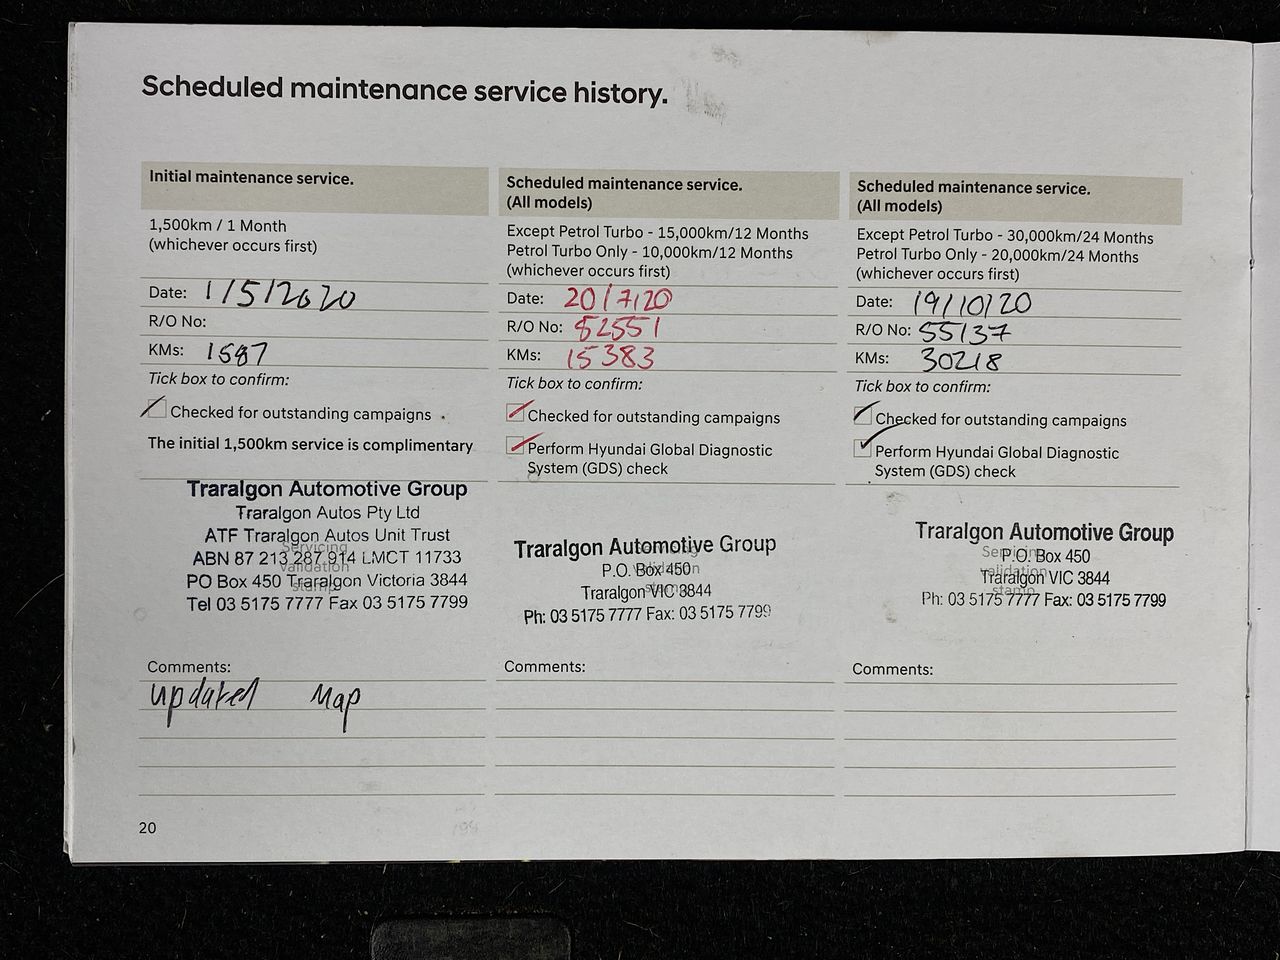 Scheduled maintenance service history.
Initial maintenance service.
1,500km / 1 Month
(whichever occurs first)
Date: 1/5/2020
R/O No:
KMs: 1587
Tick box to confirm:
Checked for outstanding campaigns
The initial 1,500km service is complimentary
Traralgon Automotive Group
Traralgon Autos Pty Ltd
ATF Traralgon Autos Unit Trust
ABN 87 213 287 914 LMCT 11733
PO Box 450 Traralgon Victoria 3844
Tel 03 5175 7777 Fax 03 5175 7799
Servicing
validation
stamp
Comments:
updated Map
Scheduled maintenance service.
(All models)
Except Petrol Turbo - 15,000km/12 Months
Petrol Turbo Only - 10,000km/12 Months
(whichever occurs first)
Date: 20/7/20
R/O No: 52551
KMs: 15383
Tick box to confirm:
Checked for outstanding campaigns
Perform Hyundai Global Diagnostic
System (GDS) check
Traralgon Automotive Group
P.O. Box 450
Traralgon VIC 3844
Ph: 03 5175 7777 Fax: 03 5175 7799
Servicing
validation
stamp
Comments:
Scheduled maintenance service.
(All models)
Except Petrol Turbo - 30,000km/24 Months
Petrol Turbo Only - 20,000km/24 Months
(whichever occurs first)
Date: 19/10/20
R/O No: 55137
KMs: 30218
Tick box to confirm:
Checked for outstanding campaigns
Perform Hyundai Global Diagnostic
System (GDS) check
Traralgon Automotive Group
P.O. Box 450
Traralgon VIC 3844
Ph: 03 5175 7777 Fax: 03 5175 7799
Servicing
validation
stamp
Comments:
20